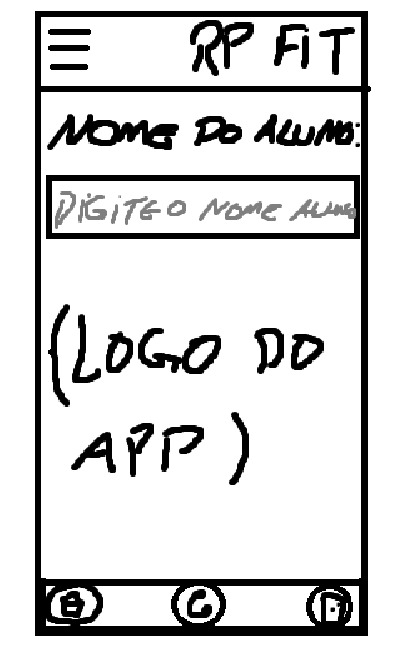 RP FIT
NOME DO ALUNO:
DIGITE O NOME ALUNO
(LOGO DO
APP)
G